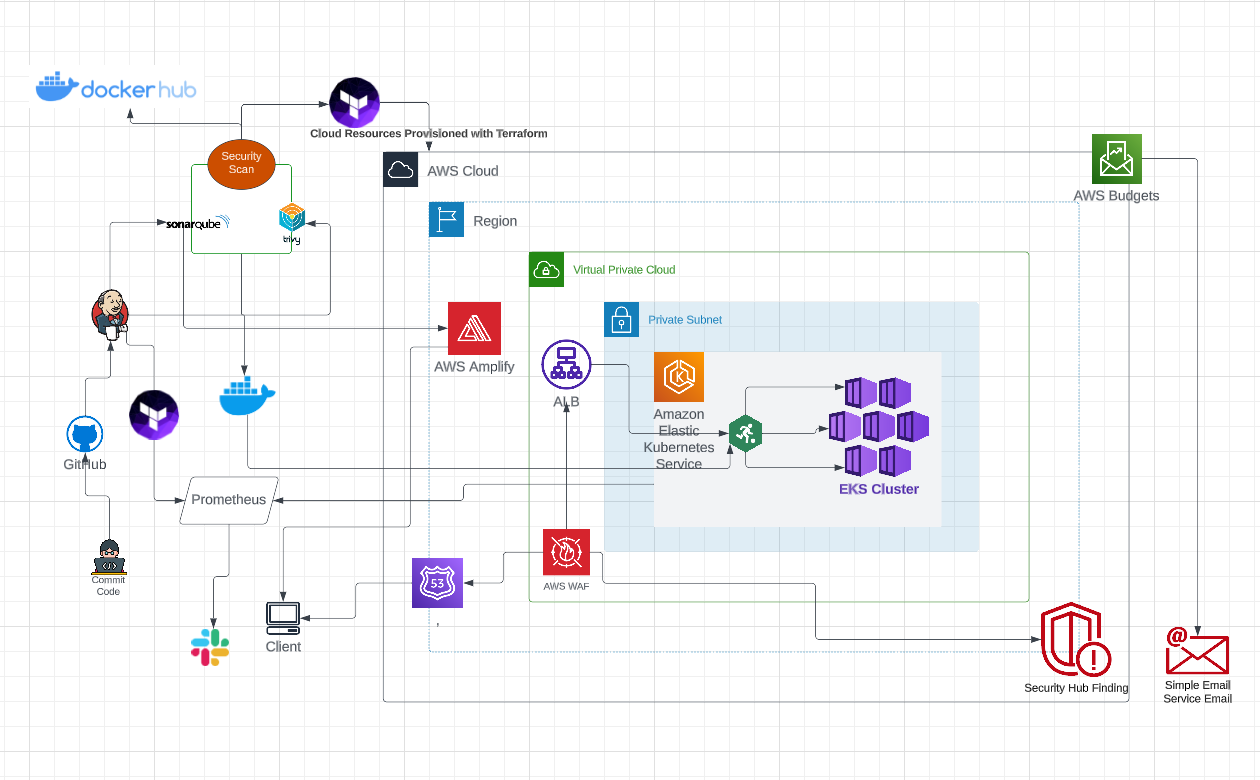 docker hub
Cloud Resources Provisioned with Terraform
Security
Scan
AWS Cloud
AWS Budgets
sonarqube
trivy
Region
Virtual Private Cloud
Private Subnet
AWS Amplify
ALB
Amazon
Elastic
Kubernetes
Service
GitHub
EKS Cluster
Prometheus
Commit
Code
AWS WAF
53
,
Client
!
@
Security Hub Finding
Simple Email
Service Email